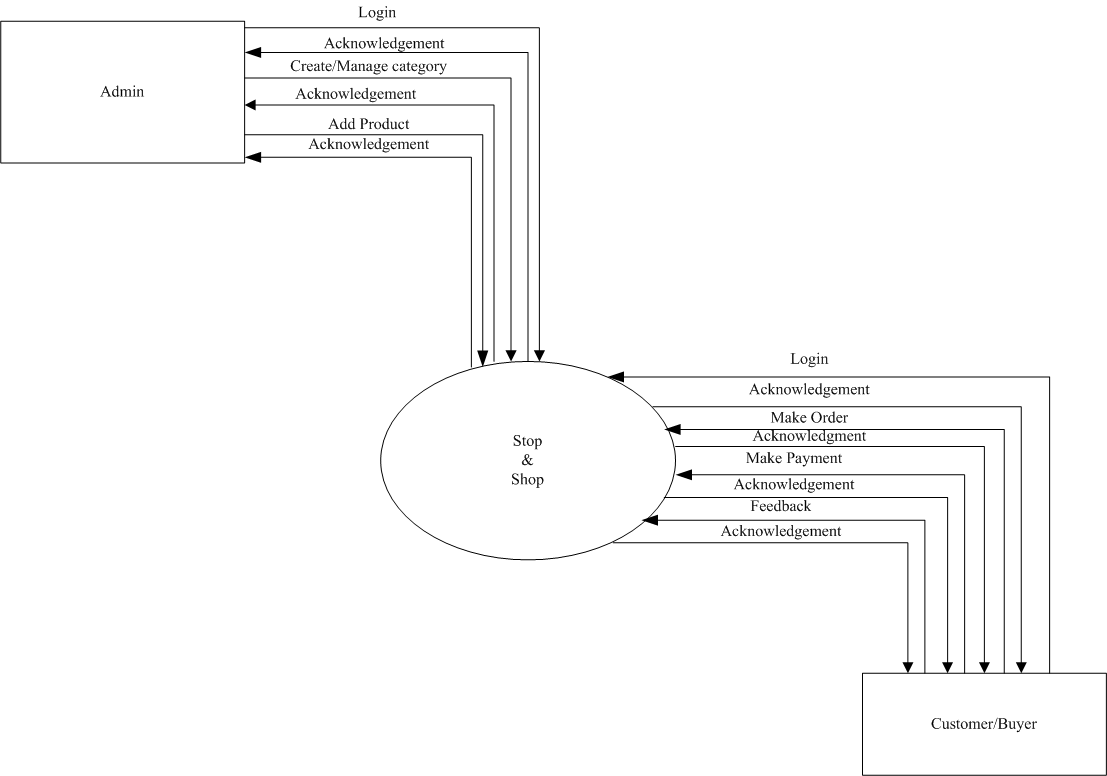 Login
Acknowledgement
Create/Manage category
Acknowledgement
Add Product
Acknowledgement
Admin
Stop
&
Shop
Login
Acknowledgement
Make Order
Acknowledgment
Make Payment
Acknowledgement
Feedback
Acknowledgement
Customer/Buyer